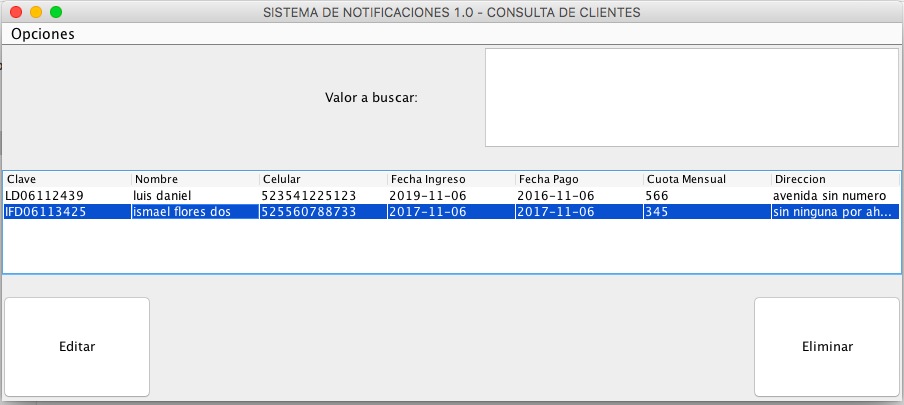 SISTEMA DE NOTIFICACIONES 1.0 - CONSULTA DE CLIENTES
Opciones
Valor a buscar:
Clave Nombre Celular Fecha Ingreso Fecha Pago Cuota Mensual Direccion
LD06112439 luis daniel 523541225123 2019-11-06 2016-11-06 566 avenida sin numero
IFD06113425 ismael flores dos 525560788733 2017-11-06 2017-11-06 345 sin ninguna por ah...
Editar Eliminar